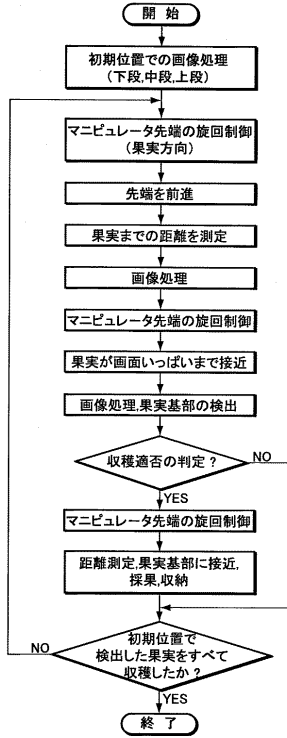 開始
初期位置での画像処理
(下段,中段,上段)
マニピュレータ先端の旋回制御
(果実方向)
先端を前進
果実までの距離を測定
画像処理
マニピュレータ先端の旋回制御
果実が画面いっぱいまで接近
画像処理,果実基部の検出
収穫適否の判定?
NO
YES
マニピュレータ先端の旋回制御
距離測定,果実基部に接近,
採果,収納
初期位置で
検出した果実をすべて
収穫したか?
NO
YES
終了